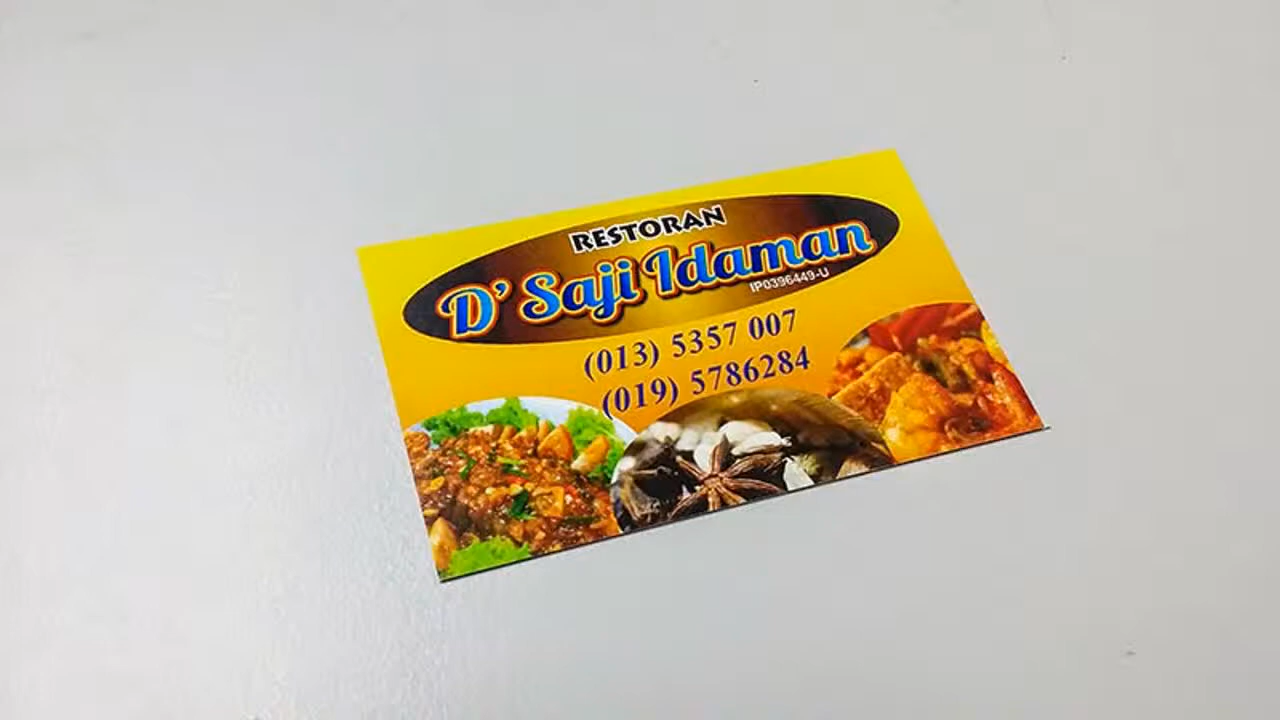 RESTORAN
D' Saji Idaman
IP0396449-U
(013) 5357 007
(019) 5786284